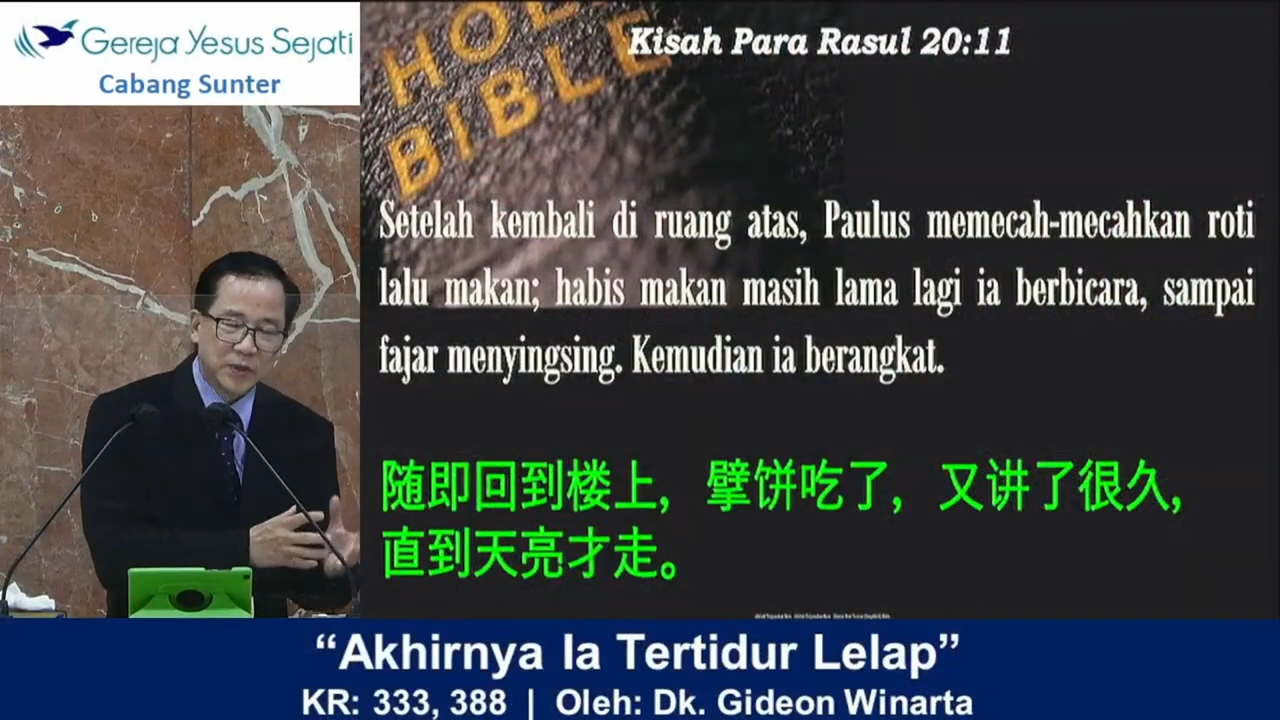 Gereja Yesus Sejati
Cabang Sunter
HOLY
BIBLE
Kisah Para Rasul 20:11
Setelah kembali di ruang atas, Paulus memecah-mecahkan roti
lalu makan; habis makan masih lama lagi ia berbicara, sampai
fajar menyingsing. Kemudian ia berangkat.
随即回到楼上, 擘饼吃了, 又讲了很久,
直到天亮才走。
“Akhirnya Ia Tertidur Lelap”
KR: 333, 388 | Oleh: Dk. Gideon Winarta